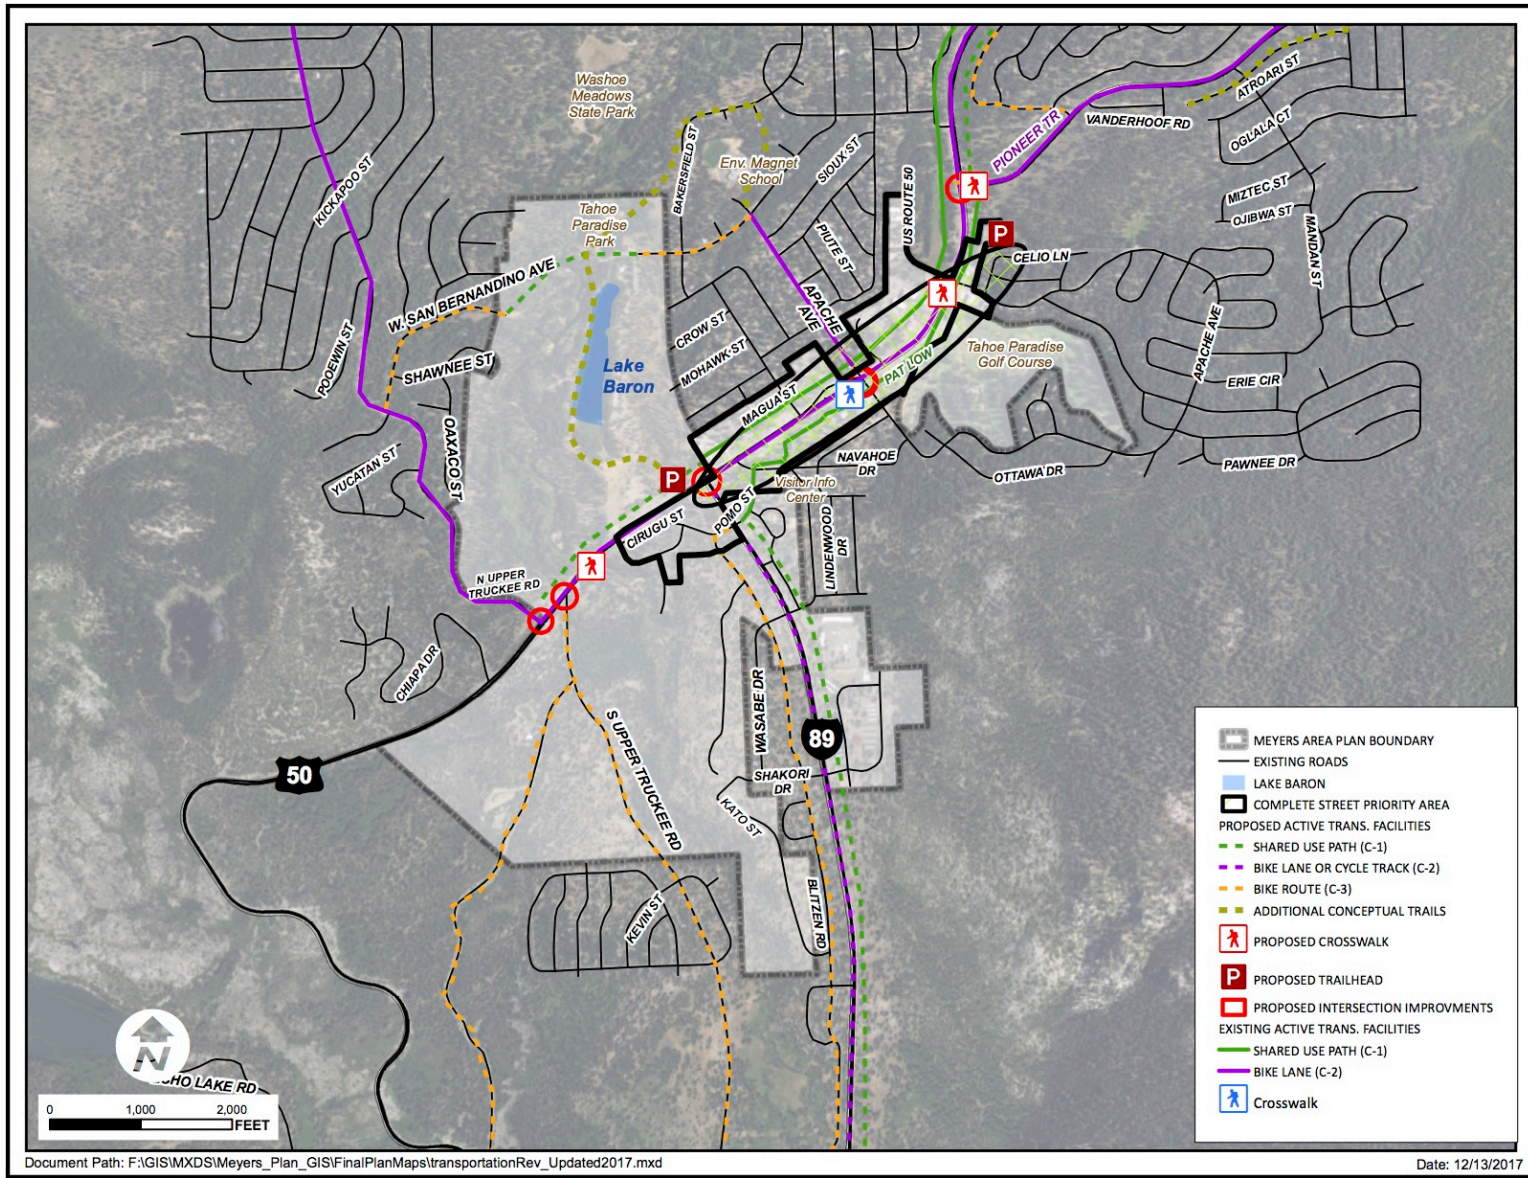 Washoe
Meadows
State Park
BAKERSFIELD ST
Env. Magnet
School
SIOUX ST
US ROUTE 50
PIONEER TR
VANDERHOOF RD
ATROARI ST
OGLALA CT
MIZTEC ST
OJIBWA ST
MANDAN ST
KICKAPOO ST
Tahoe
Paradise
Park
PIUTE ST
P
CELIO LN
W. SAN BERNANDINO AVE
APACHE
AVE
CROW ST
MOHAWK ST
POOEWIN ST
SHAWNEE ST
Lake
Baron
MAGUA ST
PAT LOW
Tahoe Paradise
Golf Course
APACHE AVE
ERIE CIR
OAXACO ST
YUCATAN ST
P
NAVAHOE
DR
OTTAWA DR
PAWNEE DR
Visitor Info
Center
CIRUGU ST
POMO ST
LINDENWOOD
DR
N UPPER
TRUCKEE RD
CHIAPA DR
WASABE DR
S UPPER TRUCKEE RD
89
50
SHAKORI
DR
KATO ST
KEVIN ST
BLITZEN RD
MEYERS AREA PLAN BOUNDARY
EXISTING ROADS
LAKE BARON
COMPLETE STREET PRIORITY AREA
PROPOSED ACTIVE TRANS. FACILITIES
SHARED USE PATH (C-1)
BIKE LANE OR CYCLE TRACK (C-2)
BIKE ROUTE (C-3)
ADDITIONAL CONCEPTUAL TRAILS
PROPOSED CROSSWALK
P PROPOSED TRAILHEAD
PROPOSED INTERSECTION IMPROVMENTS
EXISTING ACTIVE TRANS. FACILITIES
SHARED USE PATH (C-1)
BIKE LANE (C-2)
Crosswalk
N
LAKE RD
0 1,000 2,000
FEET
Document Path: F:\GIS\MXDS\Meyers_Plan_GIS\FinalPlanMaps\transportationRev_Updated2017.mxd
Date: 12/13/2017